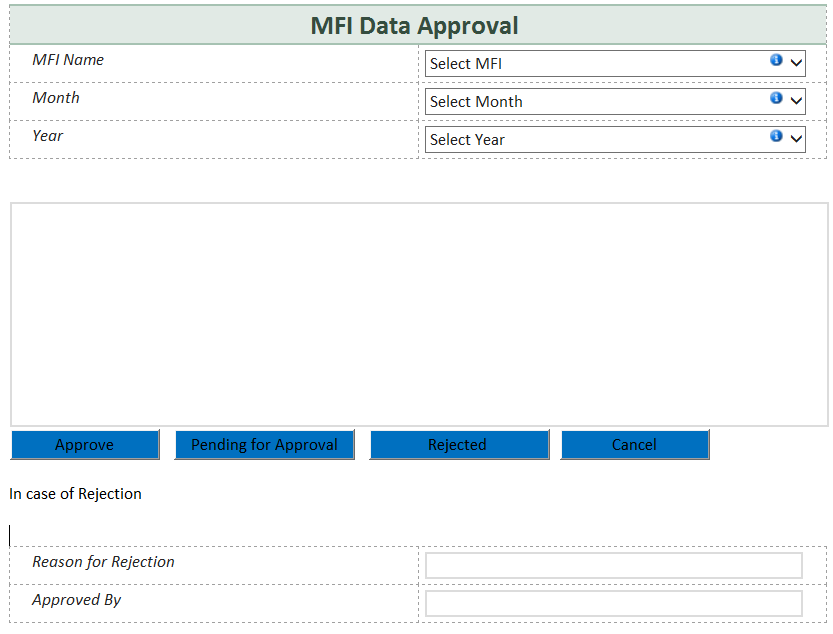 MFI Data Approval
MFI Name
Select MFI
Month
Select Month
Year
Select Year
Approve
Pending for Approval
Rejected
Cancel
In case of Rejection
Reason for Rejection
Approved By